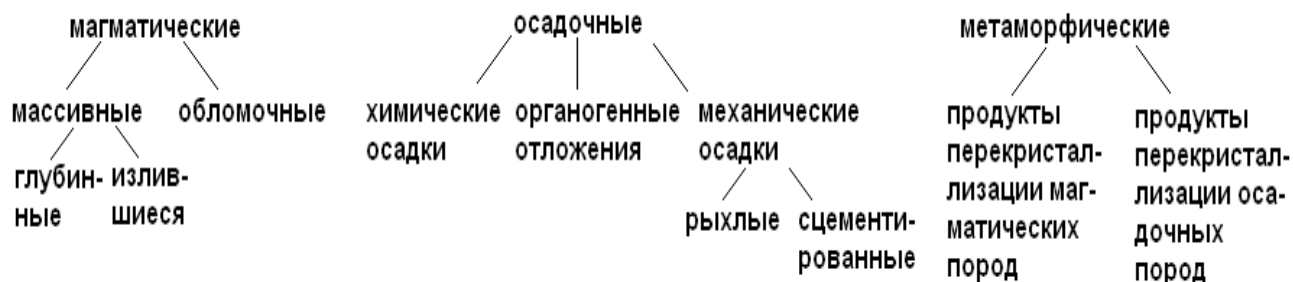 магматические
массивные
обломочные
глубин-
ные
излив-
шиеся
осадочные
химические
осадки
органогенные
отложения
механические
осадки
рыхлые
сцементи-
рованные
метаморфические
продукты
перекристал-
лизации маг-
матических
пород
продукты
перекристал-
лизации оса-
дочных
пород